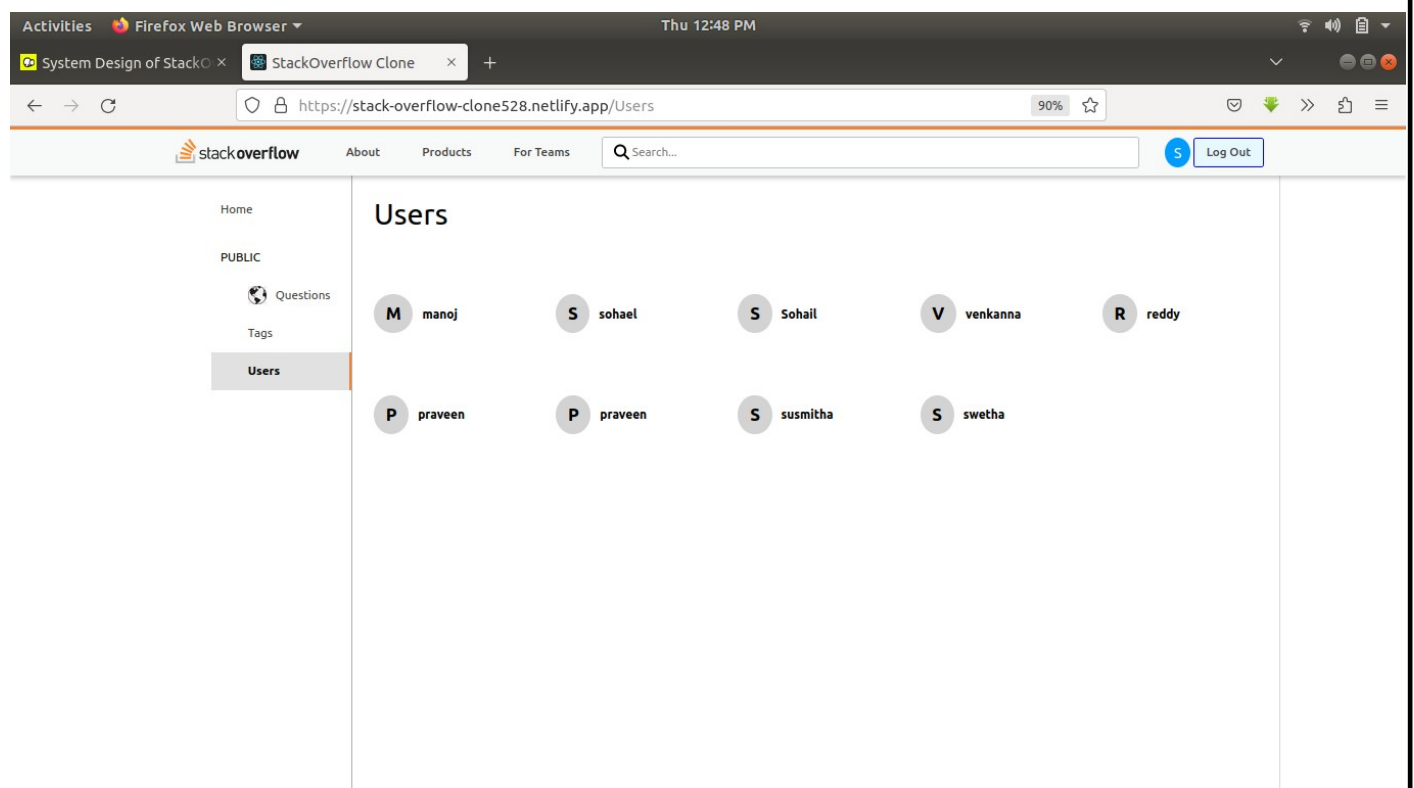 Activities Firefox Web Browser Thu 12:48 PM
System Design of StackO × StackOverflow Clone × +
https://stack-overflow-clone528.netlify.app/Users 90%
stackoverflow About Products For Teams Search... S Log Out
Home
Users
PUBLIC
Questions
Tags
Users
M manoj S sohael S Sohail V venkanna R reddy
P praveen P praveen S susmitha S swetha